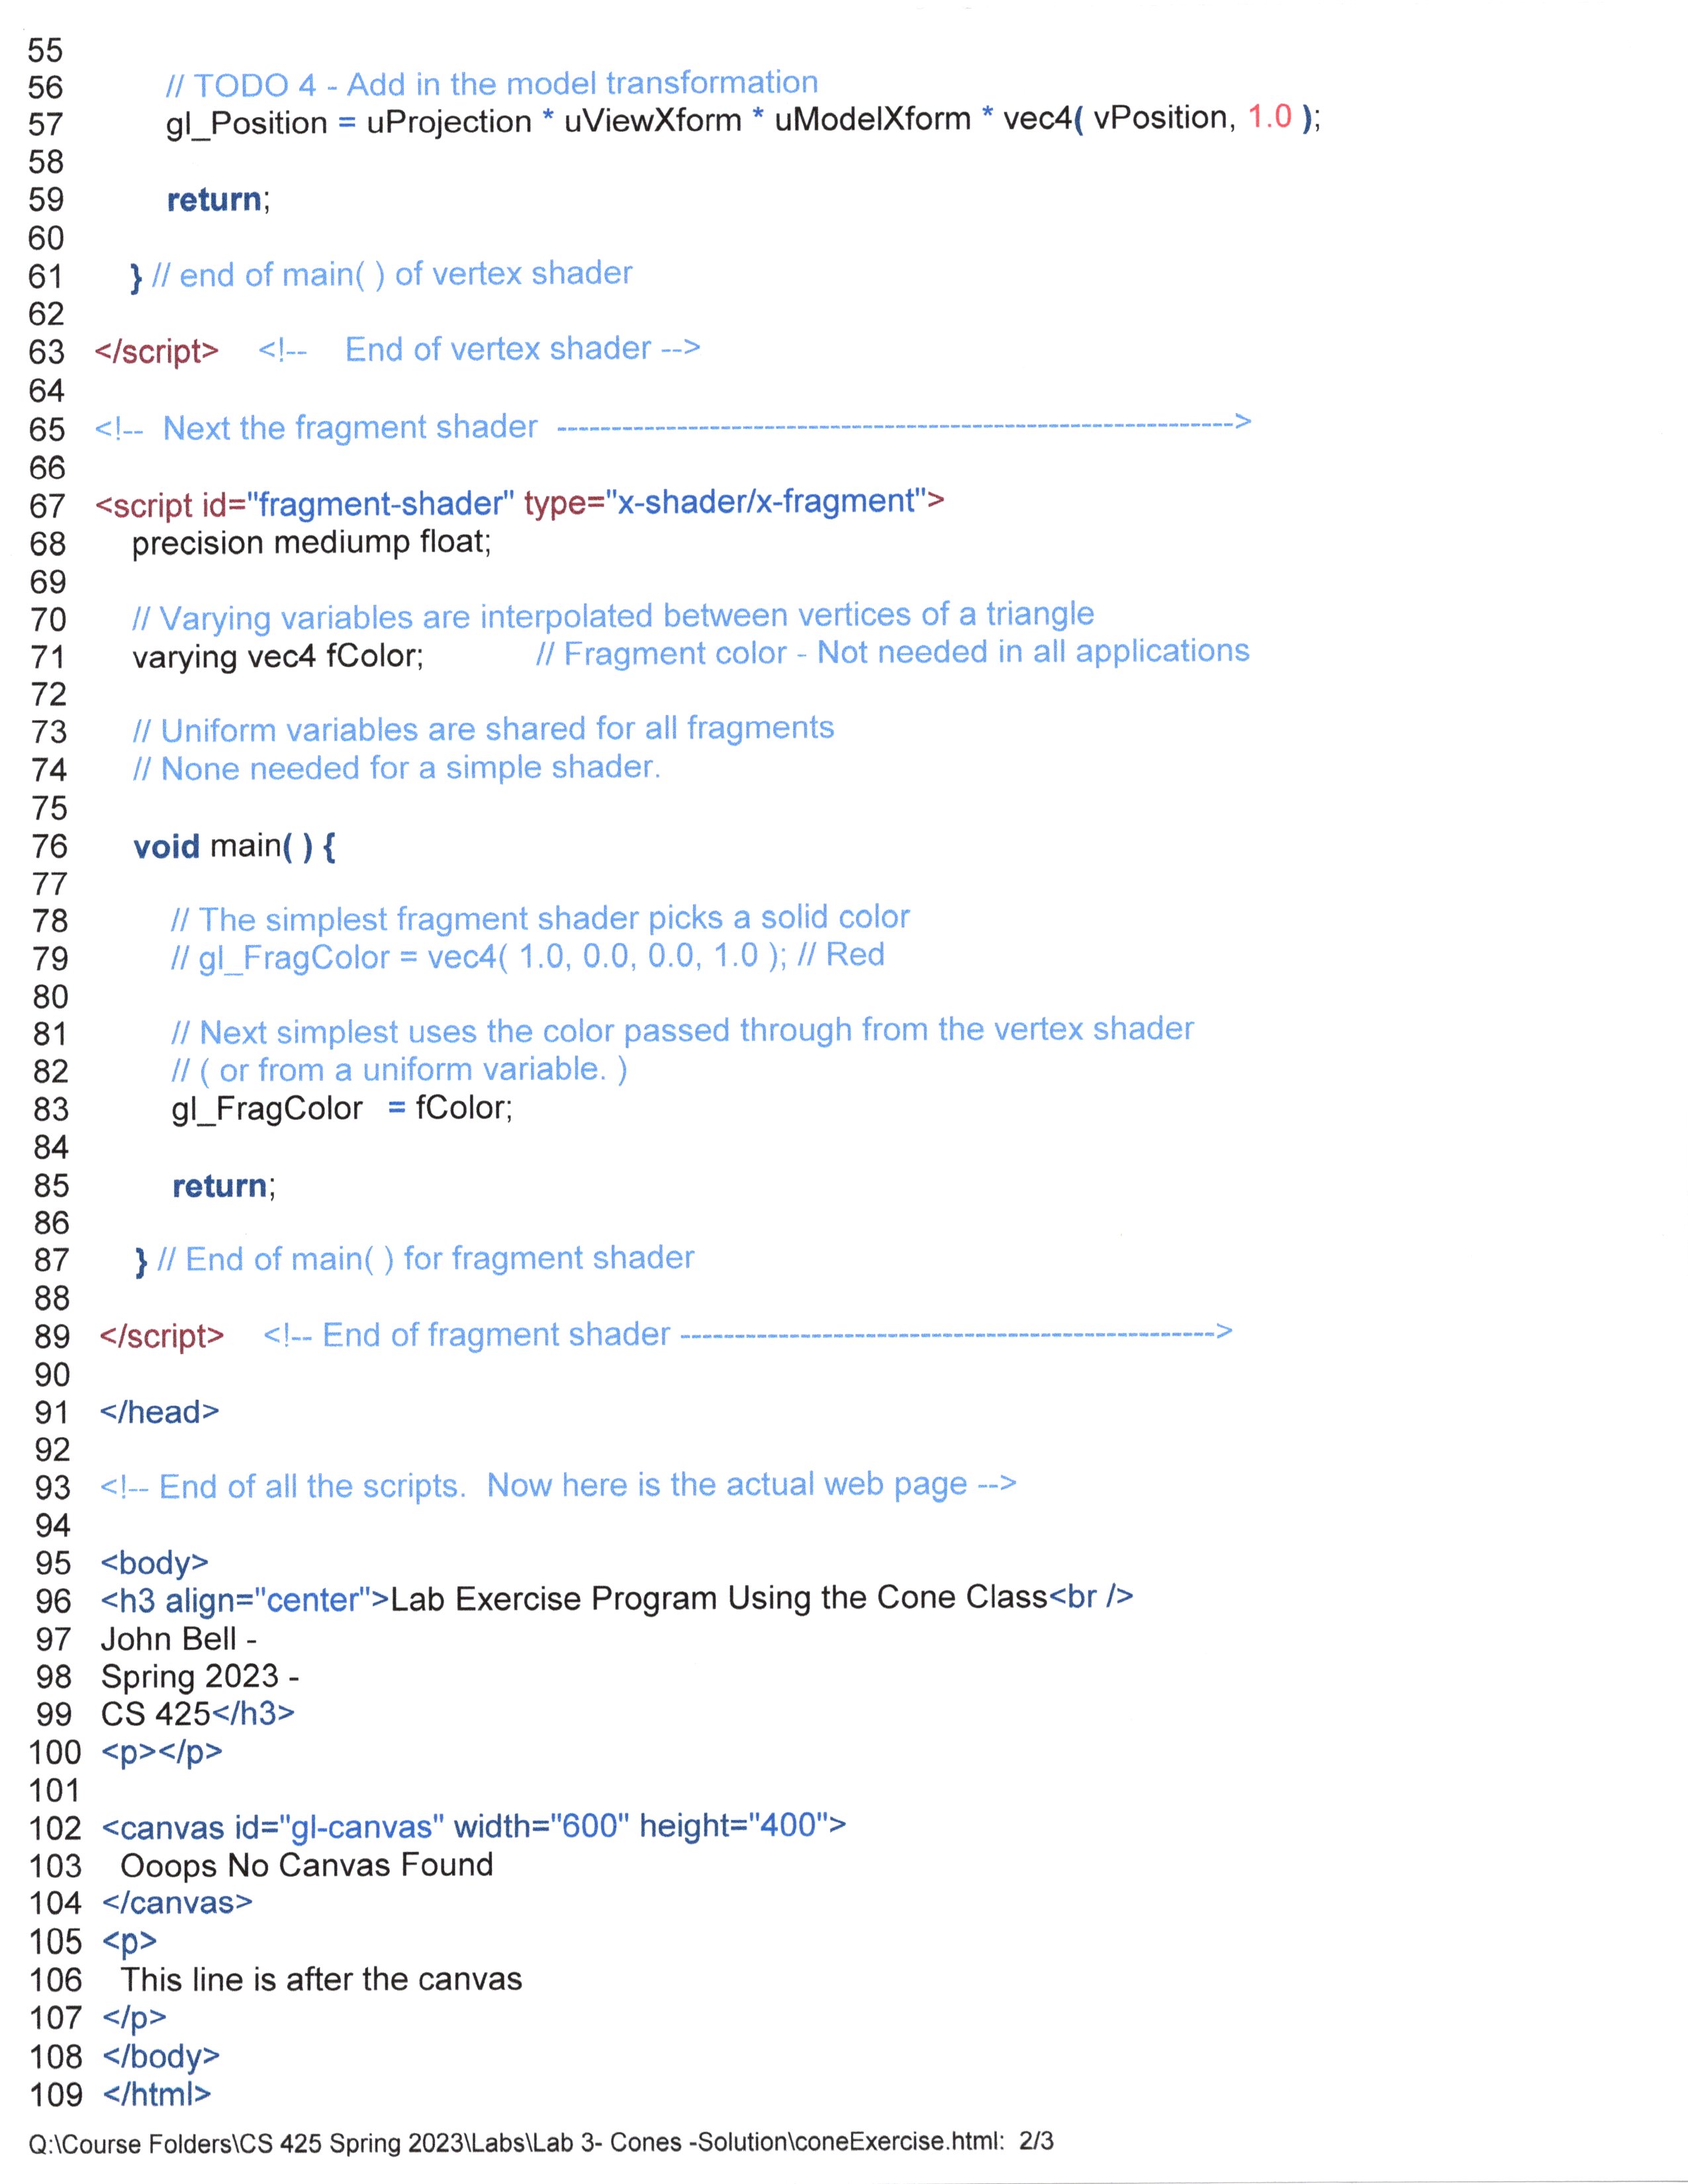 55
56 // TODO 4 - Add in the model transformation
57 gl_Position = uProjection * uViewXform * uModelXform * vec4( vPosition, 1.0 );
58
59 return;
60
61 } // end of main( ) of vertex shader
62
63 </script> <!-- End of vertex shader -->
64
65 <!-- Next the fragment shader --------------------------------------------------------------------------->
66
67 <script id="fragment-shader" type="x-shader/x-fragment">
68 precision mediump float;
69
70 // Varying variables are interpolated between vertices of a triangle
71 varying vec4 fColor; // Fragment color - Not needed in all applications
72
73 // Uniform variables are shared for all fragments
74 // None needed for a simple shader.
75
76 void main( ) {
77
78 // The simplest fragment shader picks a solid color
79 // gl_FragColor = vec4( 1.0, 0.0, 0.0, 1.0 ); // Red
80
81 // Next simplest uses the color passed through from the vertex shader
82 // ( or from a uniform variable. )
83 gl_FragColor = fColor;
84
85 return;
86
87 } // End of main( ) for fragment shader
88
89 </script> <!-- End of fragment shader ----------------------------------------------------------->
90
91 </head>
92
93 <!-- End of all the scripts. Now here is the actual web page -->
94
95 <body>
96 <h3 align="center">Lab Exercise Program Using the Cone Class<br />
97 John Bell -
98 Spring 2023 -
99 CS 425</h3>
100 <p></p>
101
102 <canvas id="gl-canvas" width="600" height="400">
103 Ooops No Canvas Found
104 </canvas>
105 <p>
106 This line is after the canvas
107 </p>
108 </body>
109 </html>
Q:\Course Folders\CS 425 Spring 2023\Labs\Lab 3- Cones -Solution\coneExercise.html: 2/3